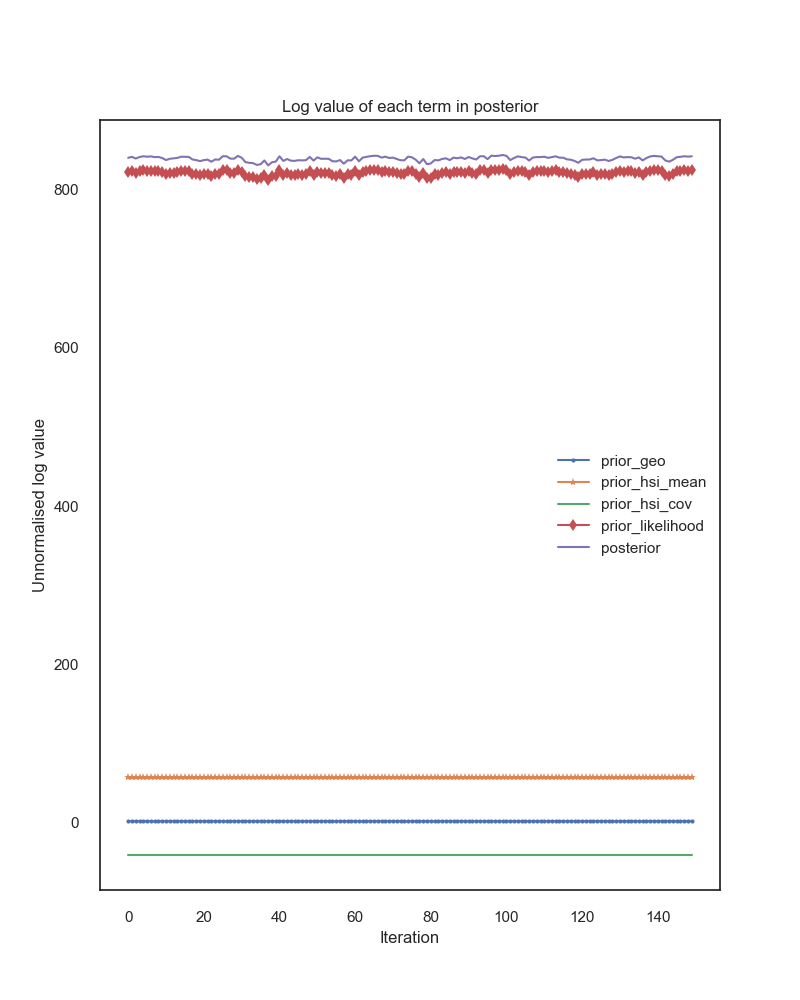 Log value of each term in posterior
800
600
400
200
0
Unnormalised log value
prior_geo
prior_hsi_mean
prior_hsi_cov
prior_likelihood
posterior
0 20 40 60 80 100 120 140
Iteration